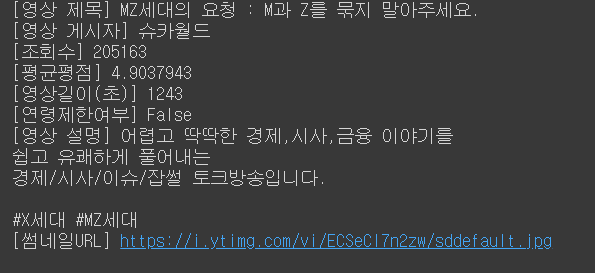 [영상 제목] MZ세대의 요청 : M과 Z를 묶지 말아주세요.
[영상 게시자] 슈카월드
[조회수] 205163
[평균평점] 4.9037943
[영상길이(초)] 1243
[연령제한여부] False
[영상 설명] 어렵고 딱딱한 경제,시사,금융 이야기를
쉽고 유쾌하게 풀어내는
경제/시사/이슈/잡썰 토크방송입니다.
#X세대 #MZ세대
[썸네일URL] https://i.ytimg.com/vi/ECSeCl7n2zw/sddefault.jpg